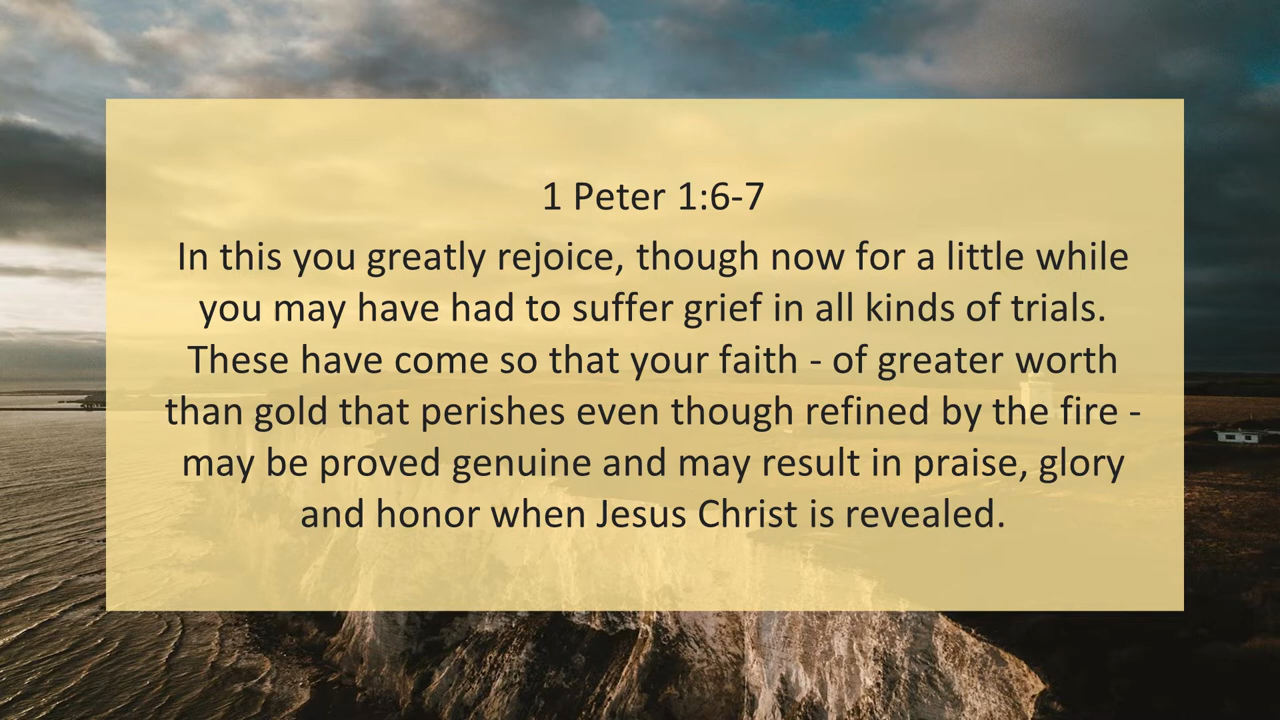 1 Peter 1:6-7
In this you greatly rejoice, though now for a little while
you may have had to suffer grief in all kinds of trials.
These have come so that your faith - of greater worth
than gold that perishes even though refined by the fire -
may be proved genuine and may result in praise, glory
and honor when Jesus Christ is revealed.